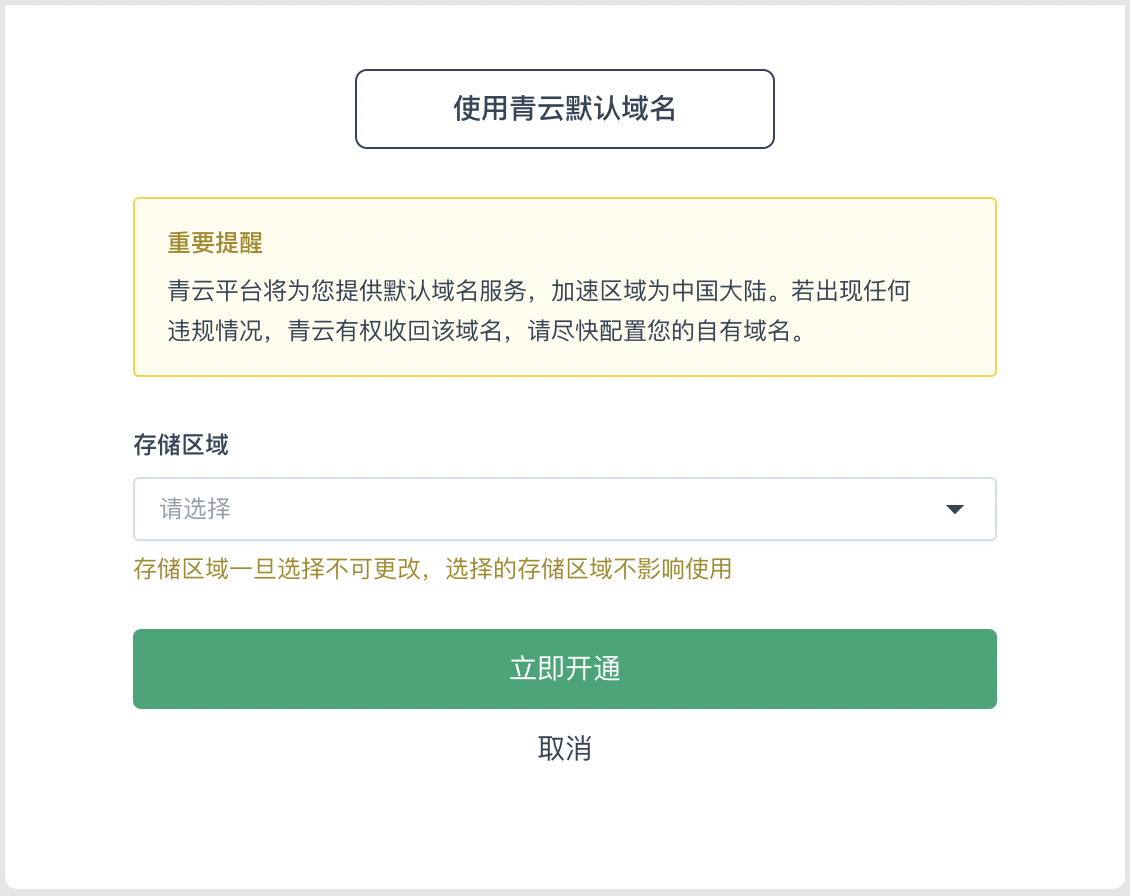 使用青云默认域名
重要提醒
青云平台将为您提供默认域名服务，加速区域为中国大陆。若出现任何
违规情况，青云有权收回该域名，请尽快配置您的自有域名。
存储区域
请选择
存储区域一旦选择不可更改，选择的存储区域不影响使用
立即开通
取消